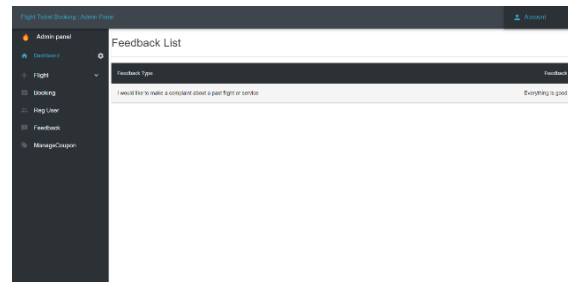 Flight Ticket Booking | Admin Panel
Account
Admin panel
Dashboard
Flight
Booking
Reg User
Feedback
ManageCoupon
Feedback List
Feedback Type Feedback
I would like to make a complaint about a past flight or service Everything is good